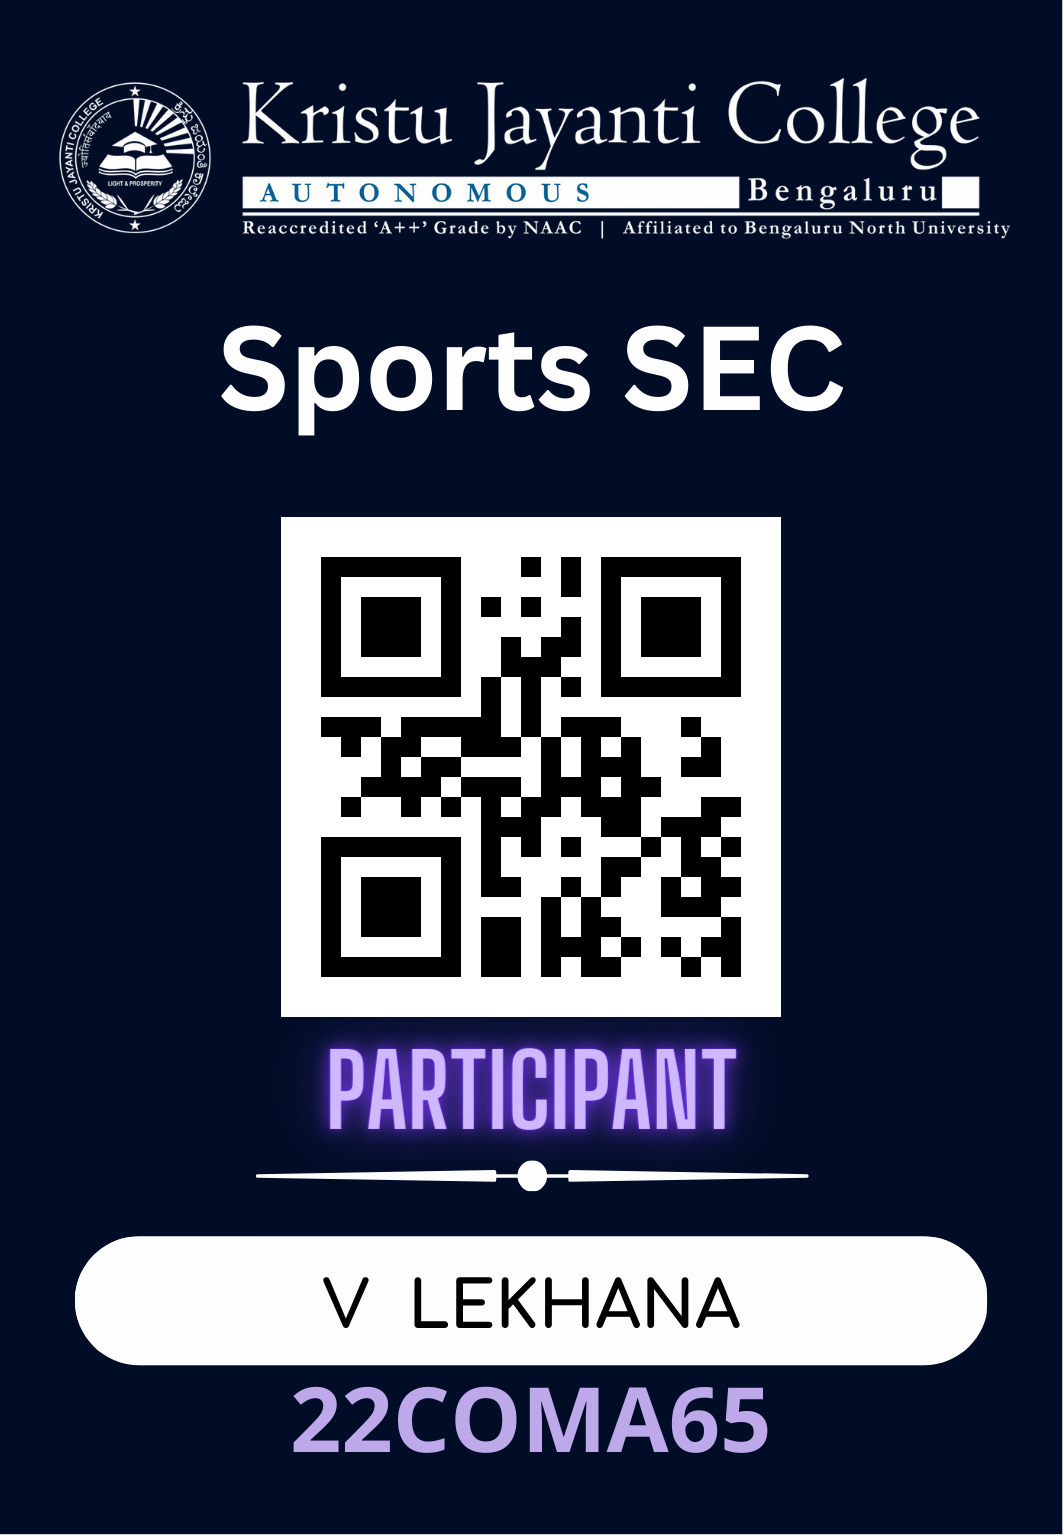 KRISTU JAYANTI COLLEGE
ಕ್ರಿಸ್ತು ಜಯಂತಿ ಕಾಲೇಜು
LIGHT & PROSPERITY
Kristu Jayanti College
AUTONOMOUS Bengaluru
Reaccredited ‘A++’ Grade by NAAC | Affiliated to Bengaluru North University
Sports SEC
PARTICIPANT
V LEKHANA
22COMA65